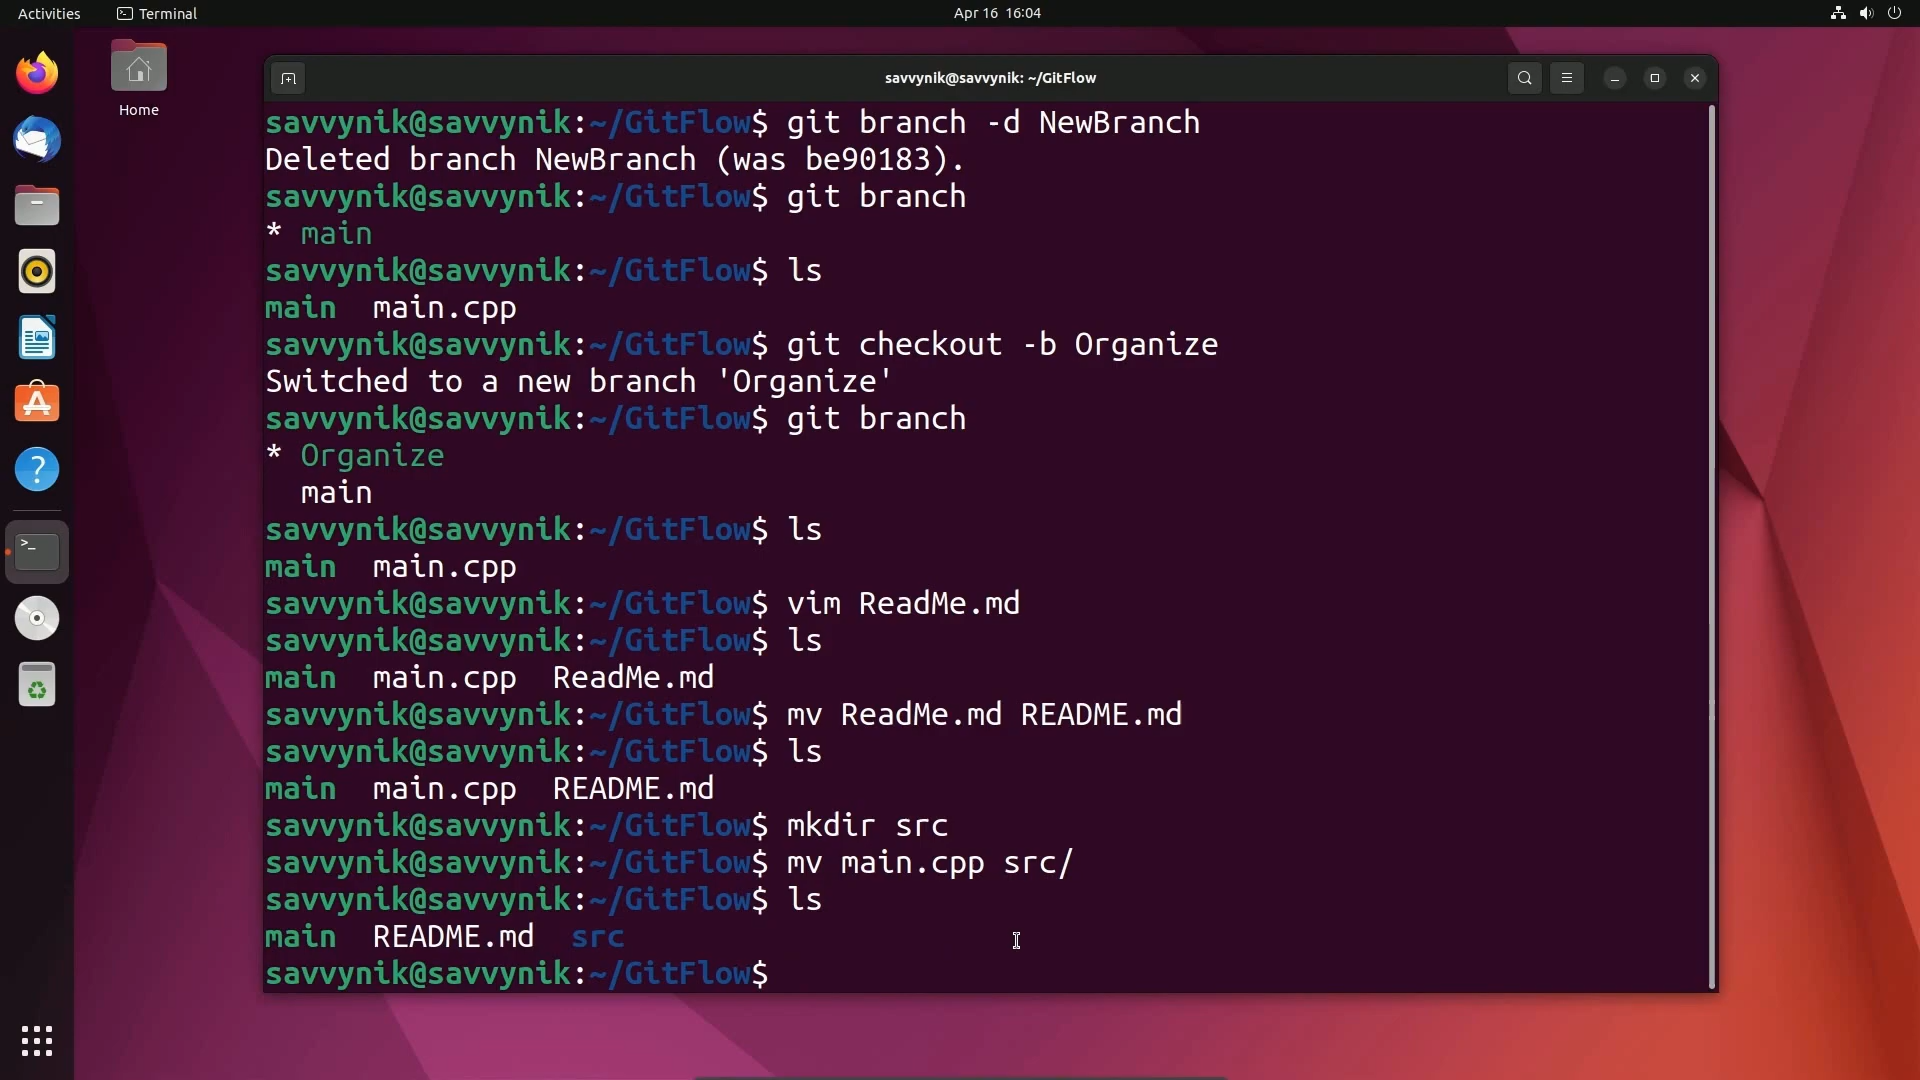 Activities Terminal Apr 16 16:04
Home
savvynik@savvynik: ~/GitFlow
savvynik@savvynik:~/GitFlow$ git branch -d NewBranch
Deleted branch NewBranch (was be90183).
savvynik@savvynik:~/GitFlow$ git branch
* main
savvynik@savvynik:~/GitFlow$ ls
main  main.cpp
savvynik@savvynik:~/GitFlow$ git checkout -b Organize
Switched to a new branch 'Organize'
savvynik@savvynik:~/GitFlow$ git branch
* Organize
  main
savvynik@savvynik:~/GitFlow$ ls
main  main.cpp
savvynik@savvynik:~/GitFlow$ vim ReadMe.md
savvynik@savvynik:~/GitFlow$ ls
main  main.cpp  ReadMe.md
savvynik@savvynik:~/GitFlow$ mv ReadMe.md README.md
savvynik@savvynik:~/GitFlow$ ls
main  main.cpp  README.md
savvynik@savvynik:~/GitFlow$ mkdir src
savvynik@savvynik:~/GitFlow$ mv main.cpp src/
savvynik@savvynik:~/GitFlow$ ls
main  README.md  src
savvynik@savvynik:~/GitFlow$